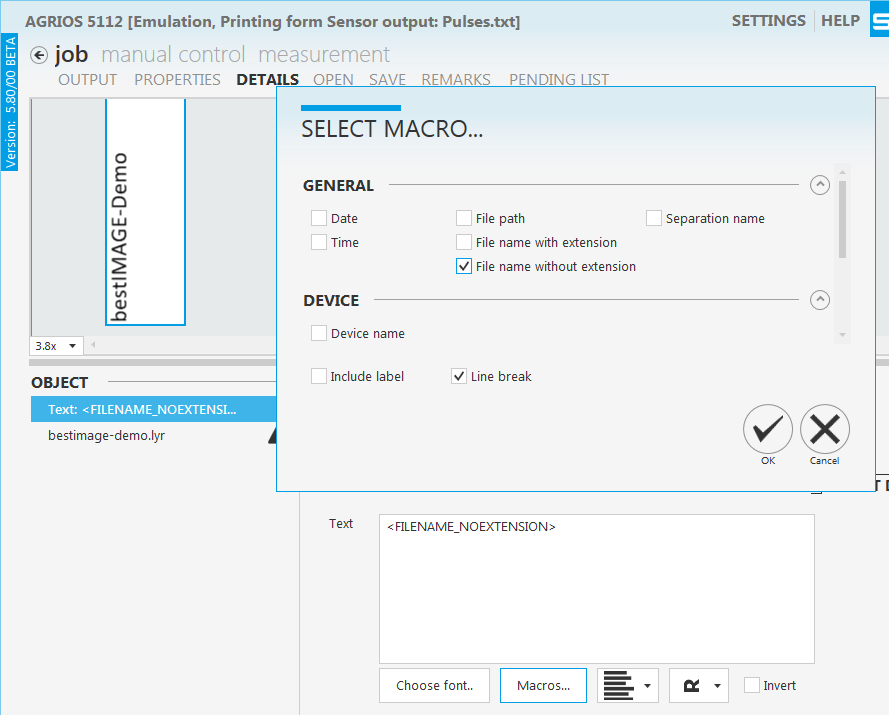 AGRIOS 5112 [Emulation, Printing form Sensor output: Pulses.txt]
SETTINGS HELP
Version: 5.80/00 BETA
job manual control measurement
OUTPUT PROPERTIES DETAILS OPEN SAVE REMARKS PENDING LIST
bestIMAGE-Demo
3.8x
SELECT MACRO...
GENERAL
Date File path Separation name
Time File name with extension
File name without extension
DEVICE
Device name
Include label Line break
OK Cancel
OBJECT
Text: <FILENAME_NOEXTENSI...
bestimage-demo.lyr
Text <FILENAME_NOEXTENSION>
Choose font.. Macros... R Invert